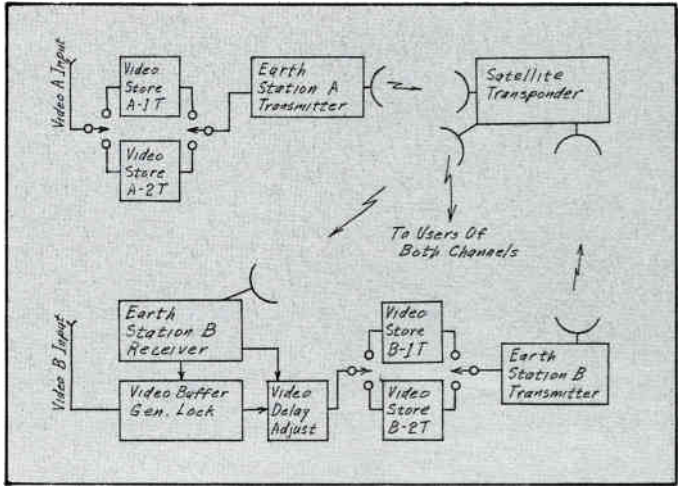 Video A Input
Video
Store
A-1T
Video
Store
A-2T
Earth
Station A
Transmitter
Satellite
Transponder
To Users Of
Both Channels
Video B Input
Earth
Station B
Receiver
Video Buffer
Gen. Lock
Video
Delay
Adjust
Video
Store
B-1T
Video
Store
B-2T
Earth
Station B
Transmitter